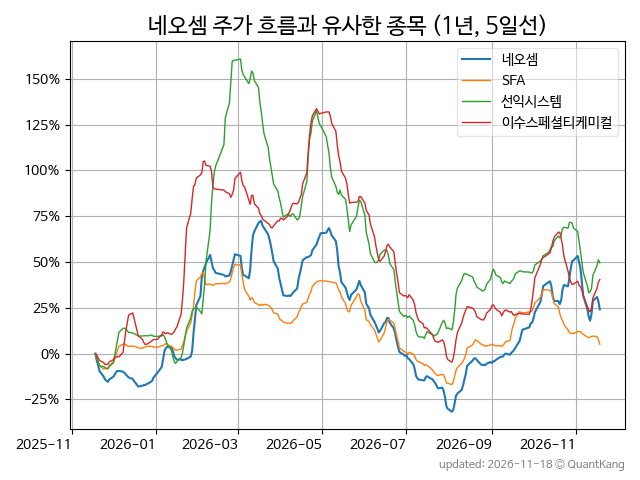 네오셈 주가 흐름과 유사한 종목 (1년, 5일선)
네오셈
SFA
선익시스템
이수스페셜티케미컬
150%
125%
100%
75%
50%
25%
0%
−25%
2025-11 2026-01 2026-03 2026-05 2026-07 2026-09 2026-11
updated: 2026-11-18 © QuantKang